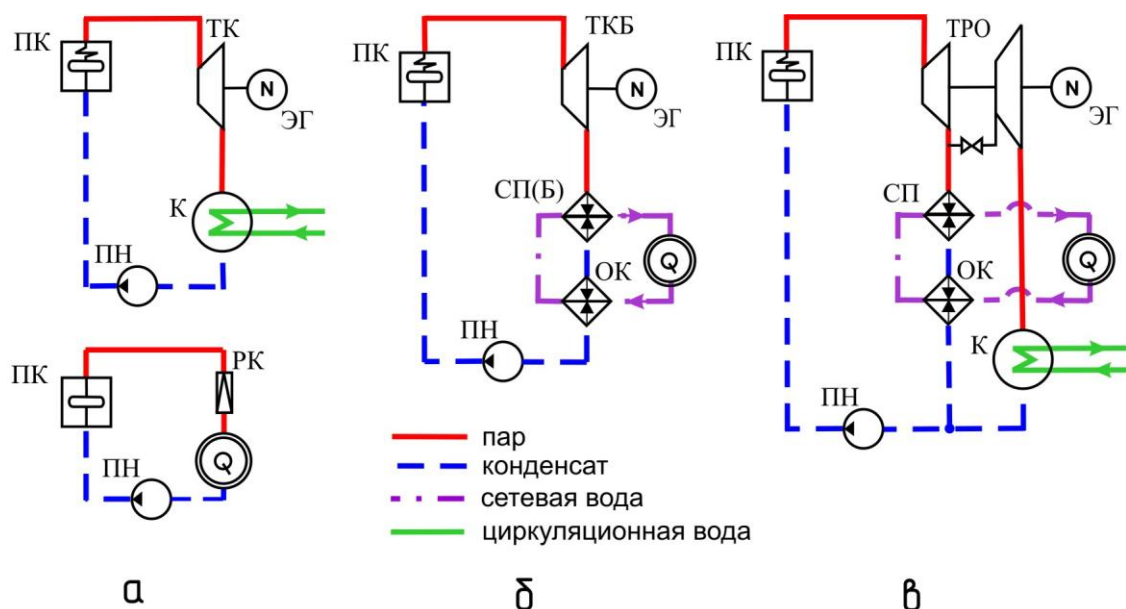 ПК
ТК
N
ЭГ
К
ПН
ПК
РК
ПН
Q
ПК
ТКБ
N
ЭГ
СП(Б)
Q
ОК
ПН
ПК
ТРО
N
ЭГ
СП
Q
ОК
К
ПН
пар
конденсат
сетевая вода
циркуляционная вода
а
б
в